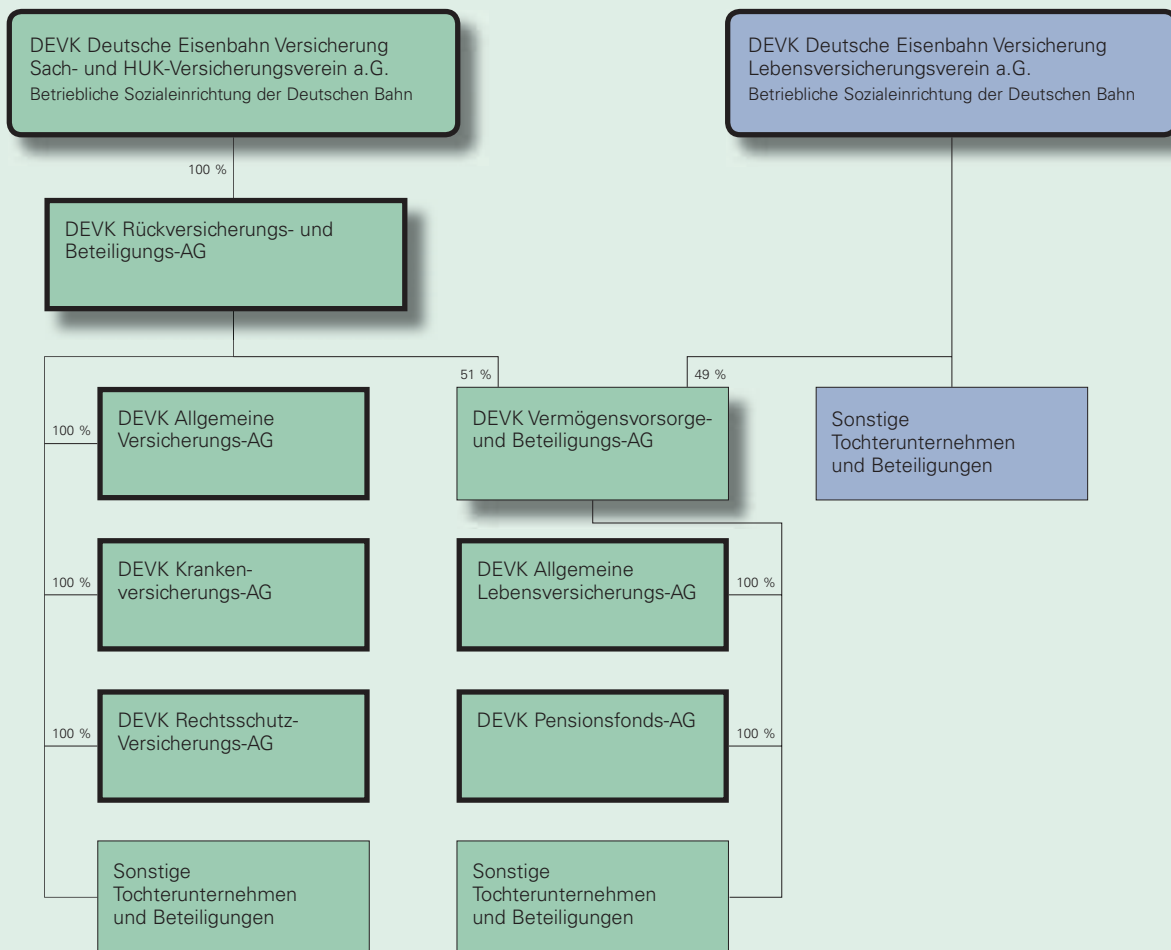 DEVK Deutsche Eisenbahn Versicherung
Sach- und HUK-Versicherungsverein a.G.
Betriebliche Sozialeinrichtung der Deutschen Bahn
DEVK Deutsche Eisenbahn Versicherung
Lebensversicherungsverein a.G.
Betriebliche Sozialeinrichtung der Deutschen Bahn
100 %
DEVK Rückversicherungs- und
Beteiligungs-AG
51 %
49 %
100 %
DEVK Allgemeine
Versicherungs-AG
DEVK Vermögensvorsorge-
und Beteiligungs-AG
Sonstige
Tochterunternehmen
und Beteiligungen
100 %
DEVK Kranken-
versicherungs-AG
DEVK Allgemeine
Lebensversicherungs-AG
100 %
100 %
DEVK Rechtsschutz-
Versicherungs-AG
DEVK Pensionsfonds-AG
100 %
Sonstige
Tochterunternehmen
und Beteiligungen
Sonstige
Tochterunternehmen
und Beteiligungen